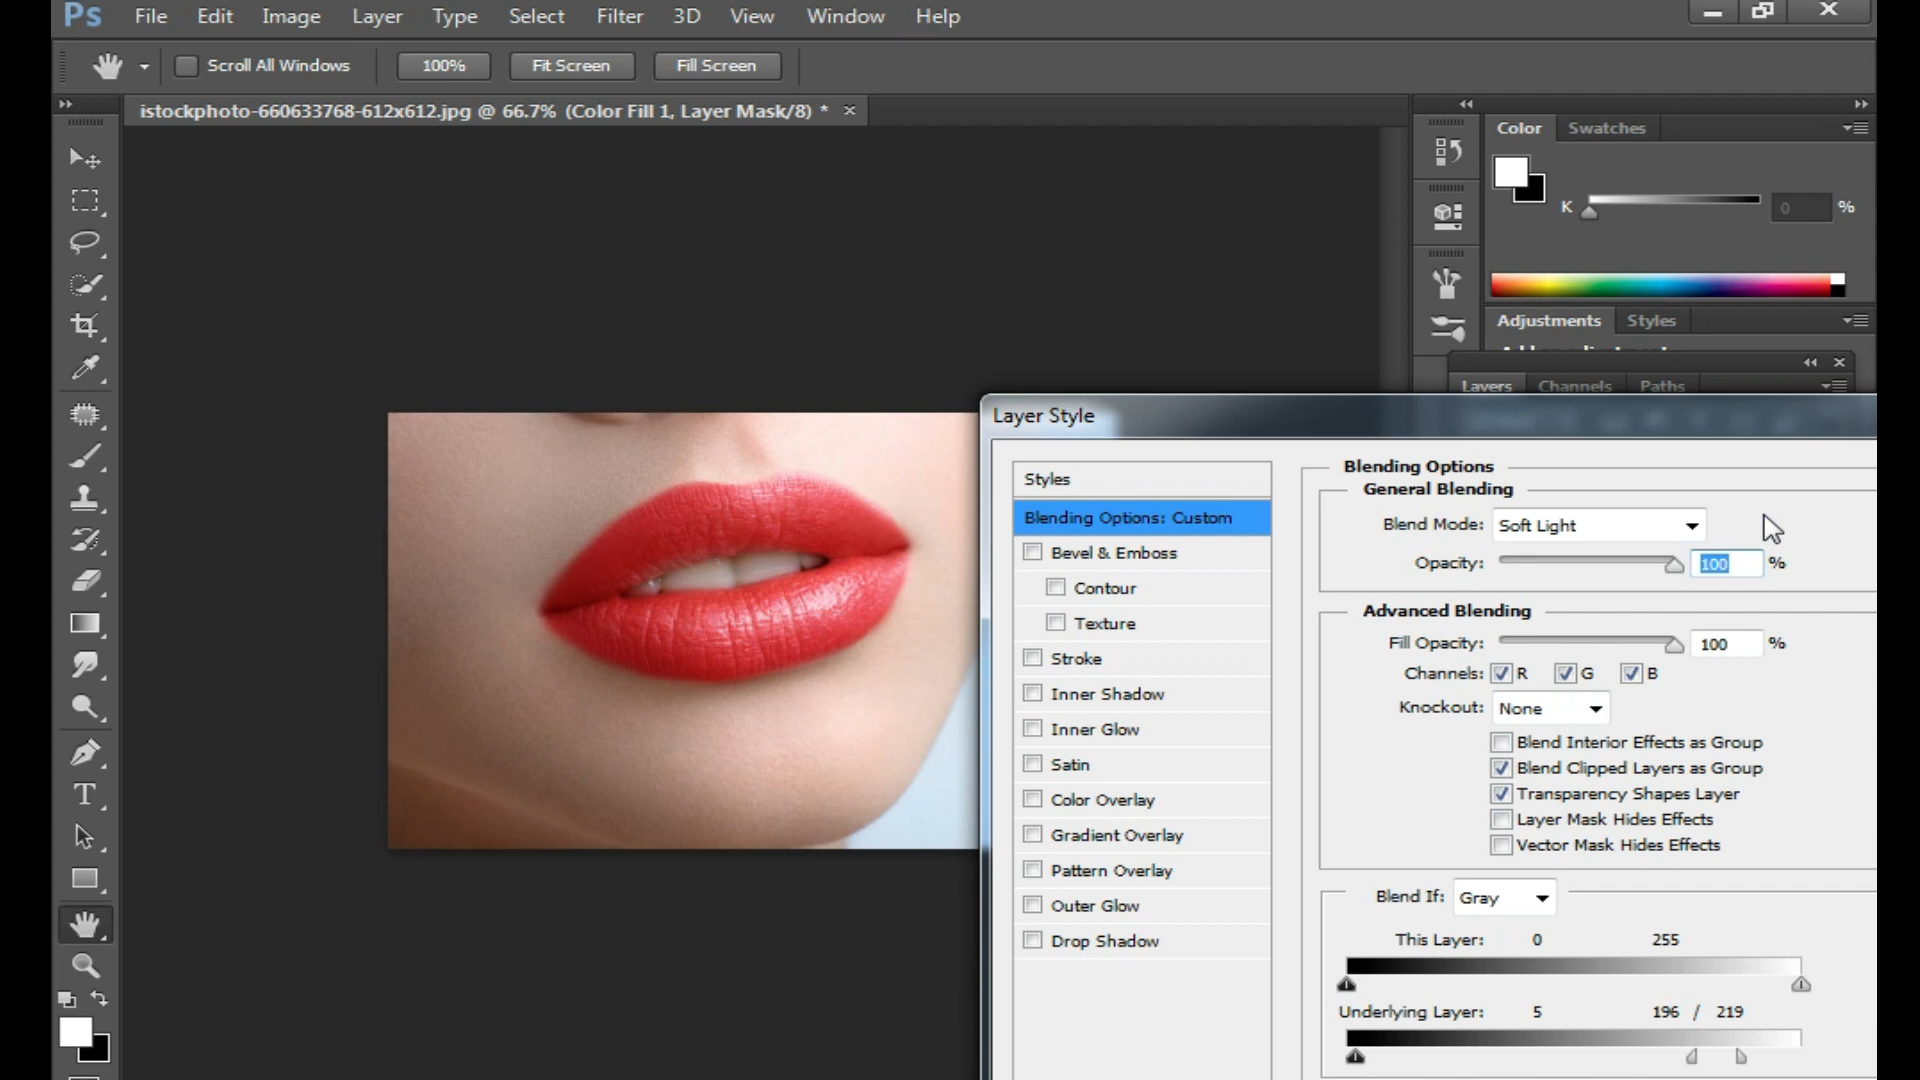 Ps File Edit Image Layer Type Select Filter 3D View Window Help
Scroll All Windows 100% Fit Screen Fill Screen
istockphoto-660633768-612x612.jpg @ 66.7% (Color Fill 1, Layer Mask/8) *
Color Swatches
K 0 %
Adjustments Styles
Layers Channels Paths
Layer Style
Styles
Blending Options: Custom
Bevel & Emboss
Contour
Texture
Stroke
Inner Shadow
Inner Glow
Satin
Color Overlay
Gradient Overlay
Pattern Overlay
Outer Glow
Drop Shadow
Blending Options
General Blending
Blend Mode: Soft Light
Opacity: 100 %
Advanced Blending
Fill Opacity: 100 %
Channels: R G B
Knockout: None
Blend Interior Effects as Group
Blend Clipped Layers as Group
Transparency Shapes Layer
Layer Mask Hides Effects
Vector Mask Hides Effects
Blend If: Gray
This Layer: 0 255
Underlying Layer: 5 196 / 219